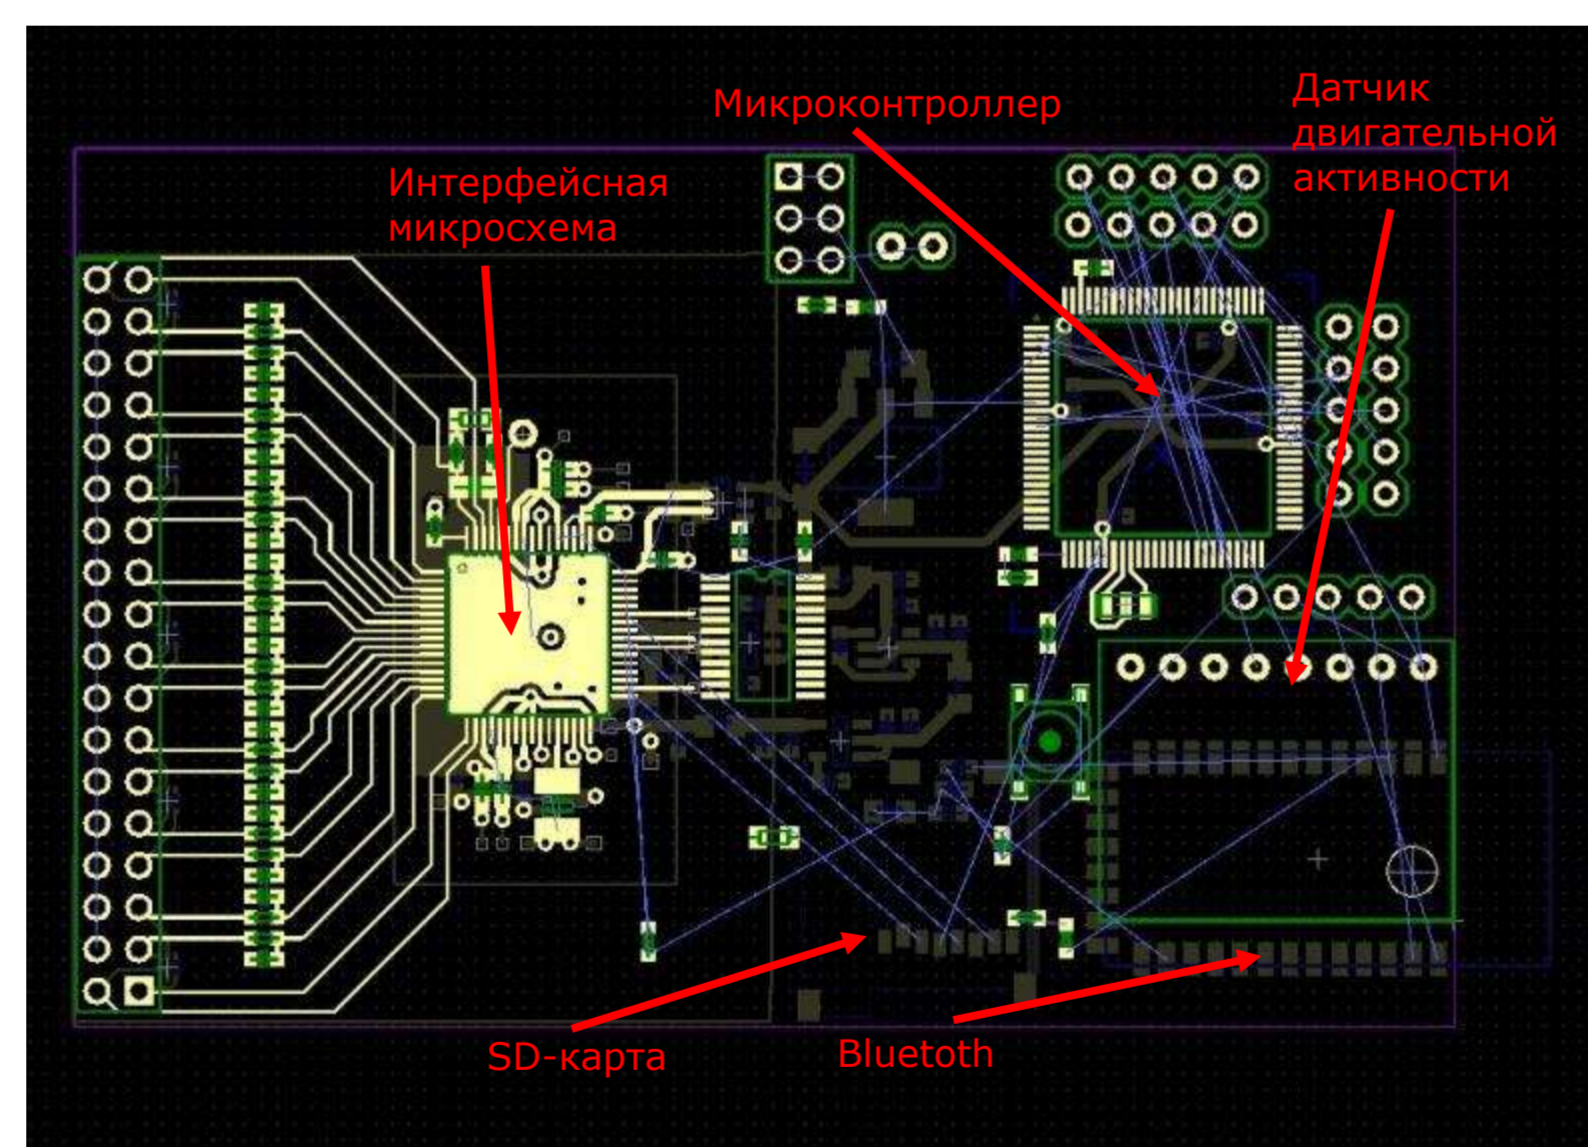 Микроконтроллер
Датчик
двигательной
активности
Интерфейсная
микросхема
SD-карта
Bluetoth